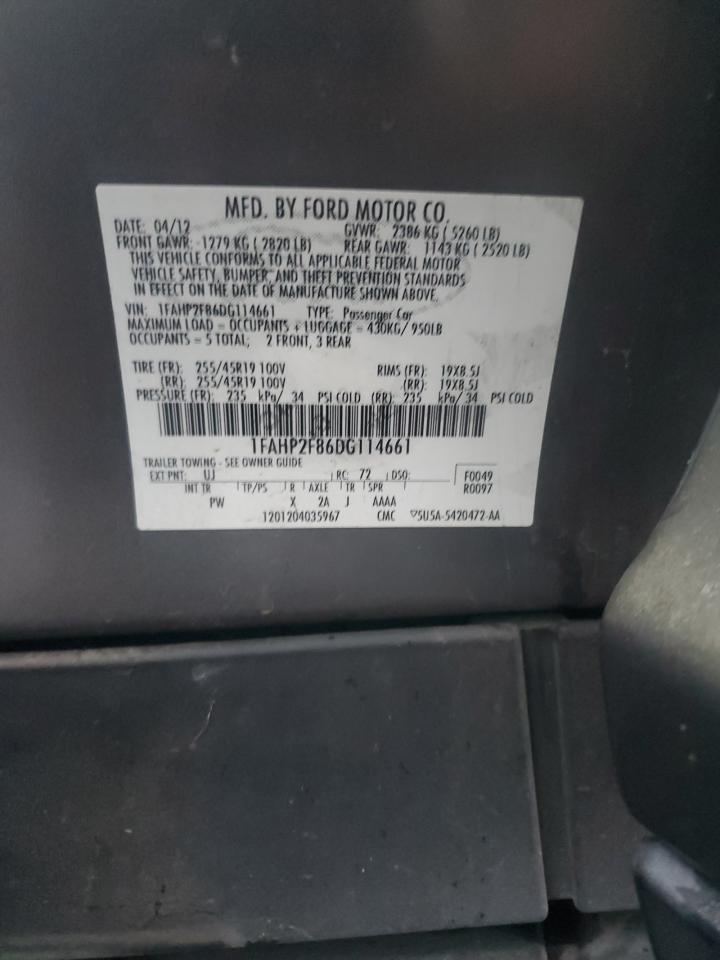 MFD. BY FORD MOTOR CO.
DATE: 04/12 GVWR: 2386 KG ( 5260 LB)
FRONT GAWR: 1279 KG ( 2820 LB) REAR GAWR: 1143 KG ( 2520 LB)
THIS VEHICLE CONFORMS TO ALL APPLICABLE FEDERAL MOTOR
VEHICLE SAFETY, BUMPER, AND THEFT PREVENTION STANDARDS
IN EFFECT ON THE DATE OF MANUFACTURE SHOWN ABOVE.
VIN: 1FAHP2F86DG114661 TYPE: Passenger Car
MAXIMUM LOAD = OCCUPANTS + LUGGAGE = 430KG/ 950LB
OCCUPANTS = 5 TOTAL; 2 FRONT, 3 REAR
TIRE (FR): 255/45R19 100V RIMS (FR): 19X8.5J
(RR): 255/45R19 100V (RR): 19X8.5J
PRESSURE (FR): 235 kPa/ 34 PSI COLD (RR): 235 kPa/ 34 PSI COLD
1FAHP2F86DG114661
TRAILER TOWING - SEE OWNER GUIDE
EXT PNT: UJ RC: 72 DSO: F0049
INT TR TP/PS R AXLE TR SPR R0097
PW X 2A J AAAA
1201204035967 CMC ▽5U5A-5420472-AA